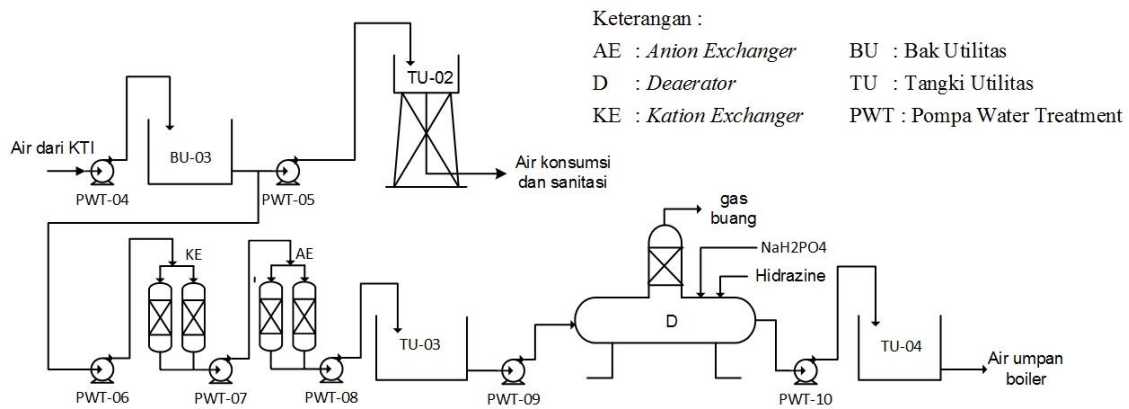 Keterangan :
AE : Anion Exchanger
BU : Bak Utilitas
D : Deaerator
TU : Tangki Utilitas
KE : Kation Exchanger
PWT : Pompa Water Treatment
TU-02
Air dari KTI
BU-03
PWT-04
PWT-05
Air konsumsi
dan sanitasi
gas
buang
NaH2PO4
Hidrazine
KE
AE
TU-03
D
TU-04
Air umpan
boiler
PWT-06
PWT-07
PWT-08
PWT-09
PWT-10